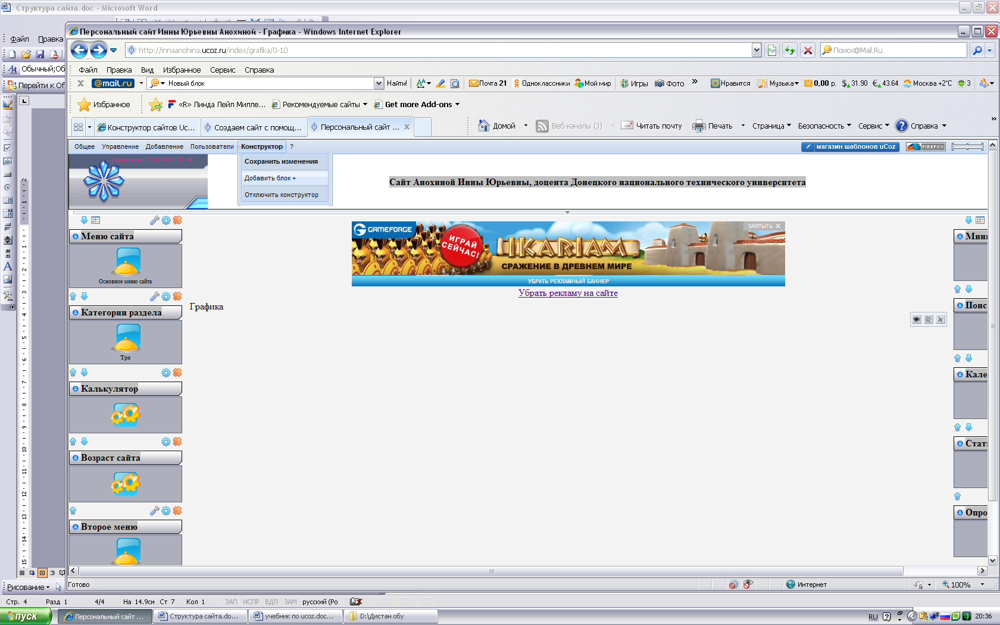 Структура сайта.doc - Microsoft Word
Персональный сайт Инны Юрьевны Анохиной - Графика - Windows Internet Explorer
Файл Правка
http://innaanohina.ucoz.ru/index/grafika/0-10
Поиск@Mail.Ru
Обычный;Об
Файл Правка Вид Избранное Сервис Справка
Перейти к Of
@mail.ru Новый блок Найти! Почта 21 Одноклассники Мой мир Игры Фото » Нравится Музыка 0,00 р. $ 31.90 € 43.64 Москва +2°C 3
Избранное «R» Линда Лейл Милле... Рекомендуемые сайты Get more Add-ons
Конструктор сайтов Uc... Создаем сайт с помощ... Персональный сайт ... Домой Веб-каналы (J) Читать почту Печать Страница Безопасность Сервис Справка »
Общее Управление Добавление Пользователи Конструктор ? магазин шаблонов uCoz FIREFOX
Сохранить изменения
Добавить блок +
Отключить конструктор
Сайт Анохиной Инны Юрьевны, доцента Донецкого национального технического университета
Меню сайта
Основное меню сайта
Категории раздела
Три
Калькулятор
Возраст сайта
Второе меню
GAMEFORGE
ИГРАЙ СЕЙЧАС!
IKARIAM
СРАЖЕНИЕ В ДРЕВНЕМ МИРЕ
ЗАКРЫТЬ X
УБРАТЬ РЕКЛАМНЫЙ БАННЕР
Убрать рекламу на сайте
Графика
Мини
Поис
Кале
Стат
Опро
Готово Интернет 100%
Рисование
Стр. 4 Разд 1 4/4 На 14.9см Ст 7 Кол 1 ЗАП ИСПР ВДЛ ЗАМ русский (Ро
пуск Персональный сайт ... Структура сайта.do... учебник по ucoz.doc... D:\Дистан обу RU 20:36